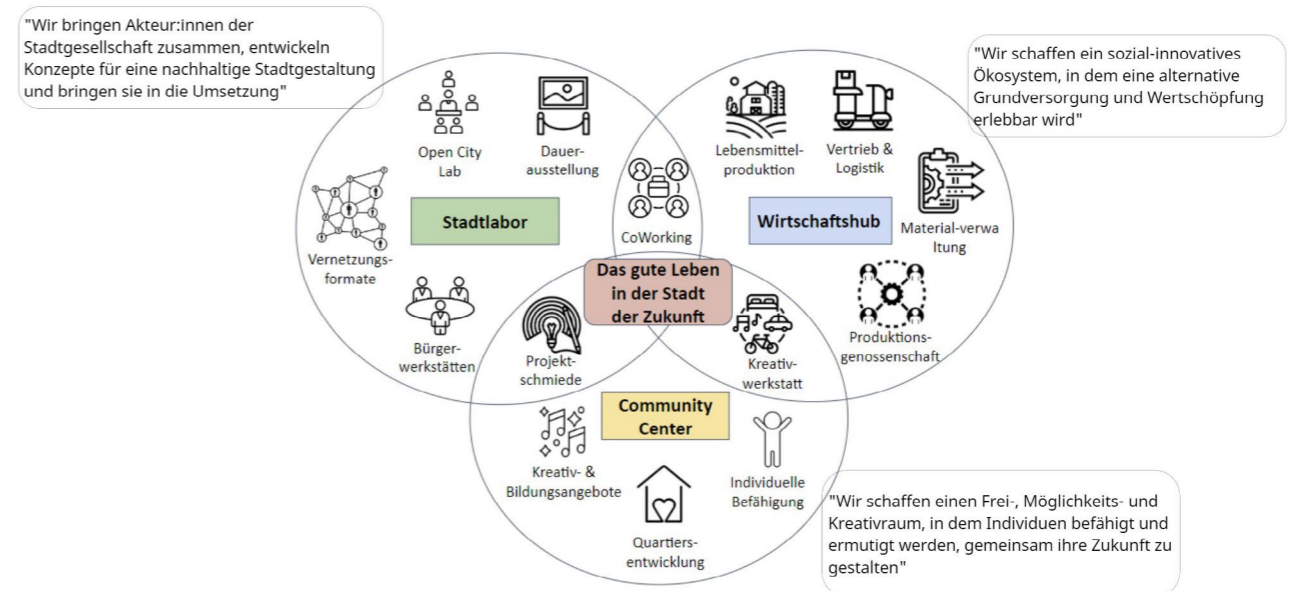 "Wir bringen Akteur:innen der
Stadtgesellschaft zusammen, entwickeln
Konzepte für eine nachhaltige Stadtgestaltung
und bringen sie in die Umsetzung"
"Wir schaffen ein sozial-innovatives
Ökosystem, in dem eine alternative
Grundversorgung und Wertschöpfung
erlebbar wird"
Open City
Lab
Dauer-
ausstellung
Lebensmittel-
produktion
Vertrieb &
Logistik
Stadtlabor
CoWorking
Wirtschaftshub
Material-verwa
ltung
Vernetzungs-
formate
Das gute Leben
in der Stadt
der Zukunft
Bürger-
werkstätten
Projekt-
schmiede
Kreativ-
werkstatt
Produktions-
genossenschaft
Community
Center
Kreativ- &
Bildungsangebote
Individuelle
Befähigung
Quartiers-
entwicklung
"Wir schaffen einen Frei-, Möglichkeits- und
Kreativraum, in dem Individuen befähigt und
ermutigt werden, gemeinsam ihre Zukunft zu
gestalten"